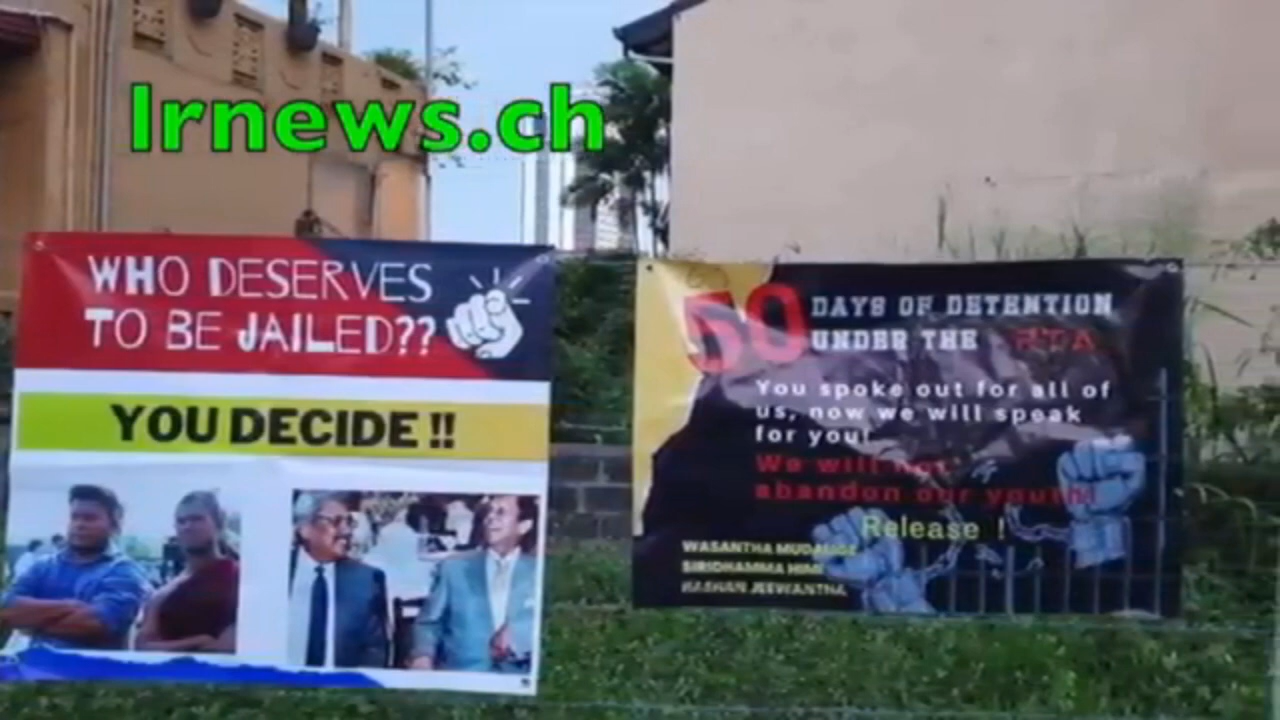 lrnews.ch
WHO DESERVES
TO BE JAILED??
YOU DECIDE !!
50 DAYS OF DETENTION
UNDER THE PTA
You spoke out for all of
us, now we will speak
for you!
We will not
abandon our youth!
Release !
WASANTHA MUDALIGE
SIRIDHAMMA HIMI
HASHAN JEEWANTHA